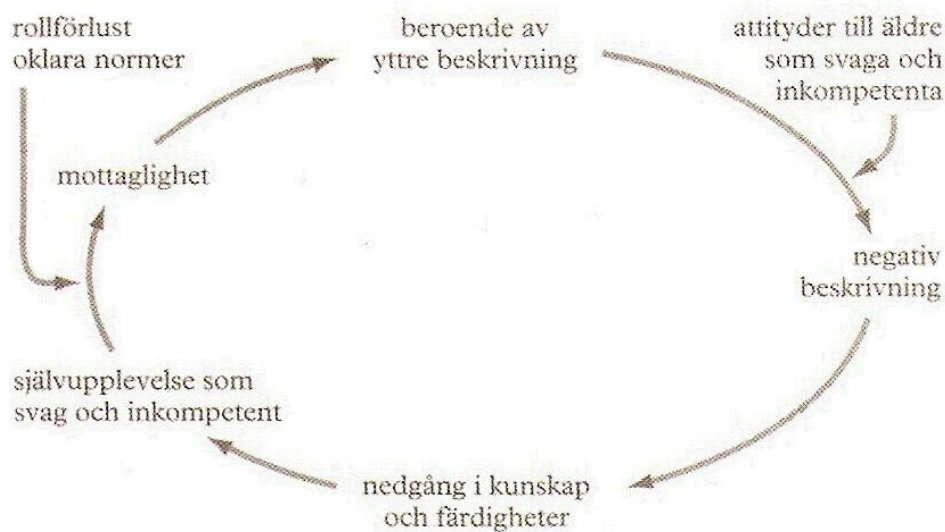 rollförlust
oklara normer
beroende av
yttre beskrivning
attityder till äldre
som svaga och
inkompetenta
mottaglighet
negativ
beskrivning
självupplevelse som
svag och inkompetent
nedgång i kunskap
och färdigheter